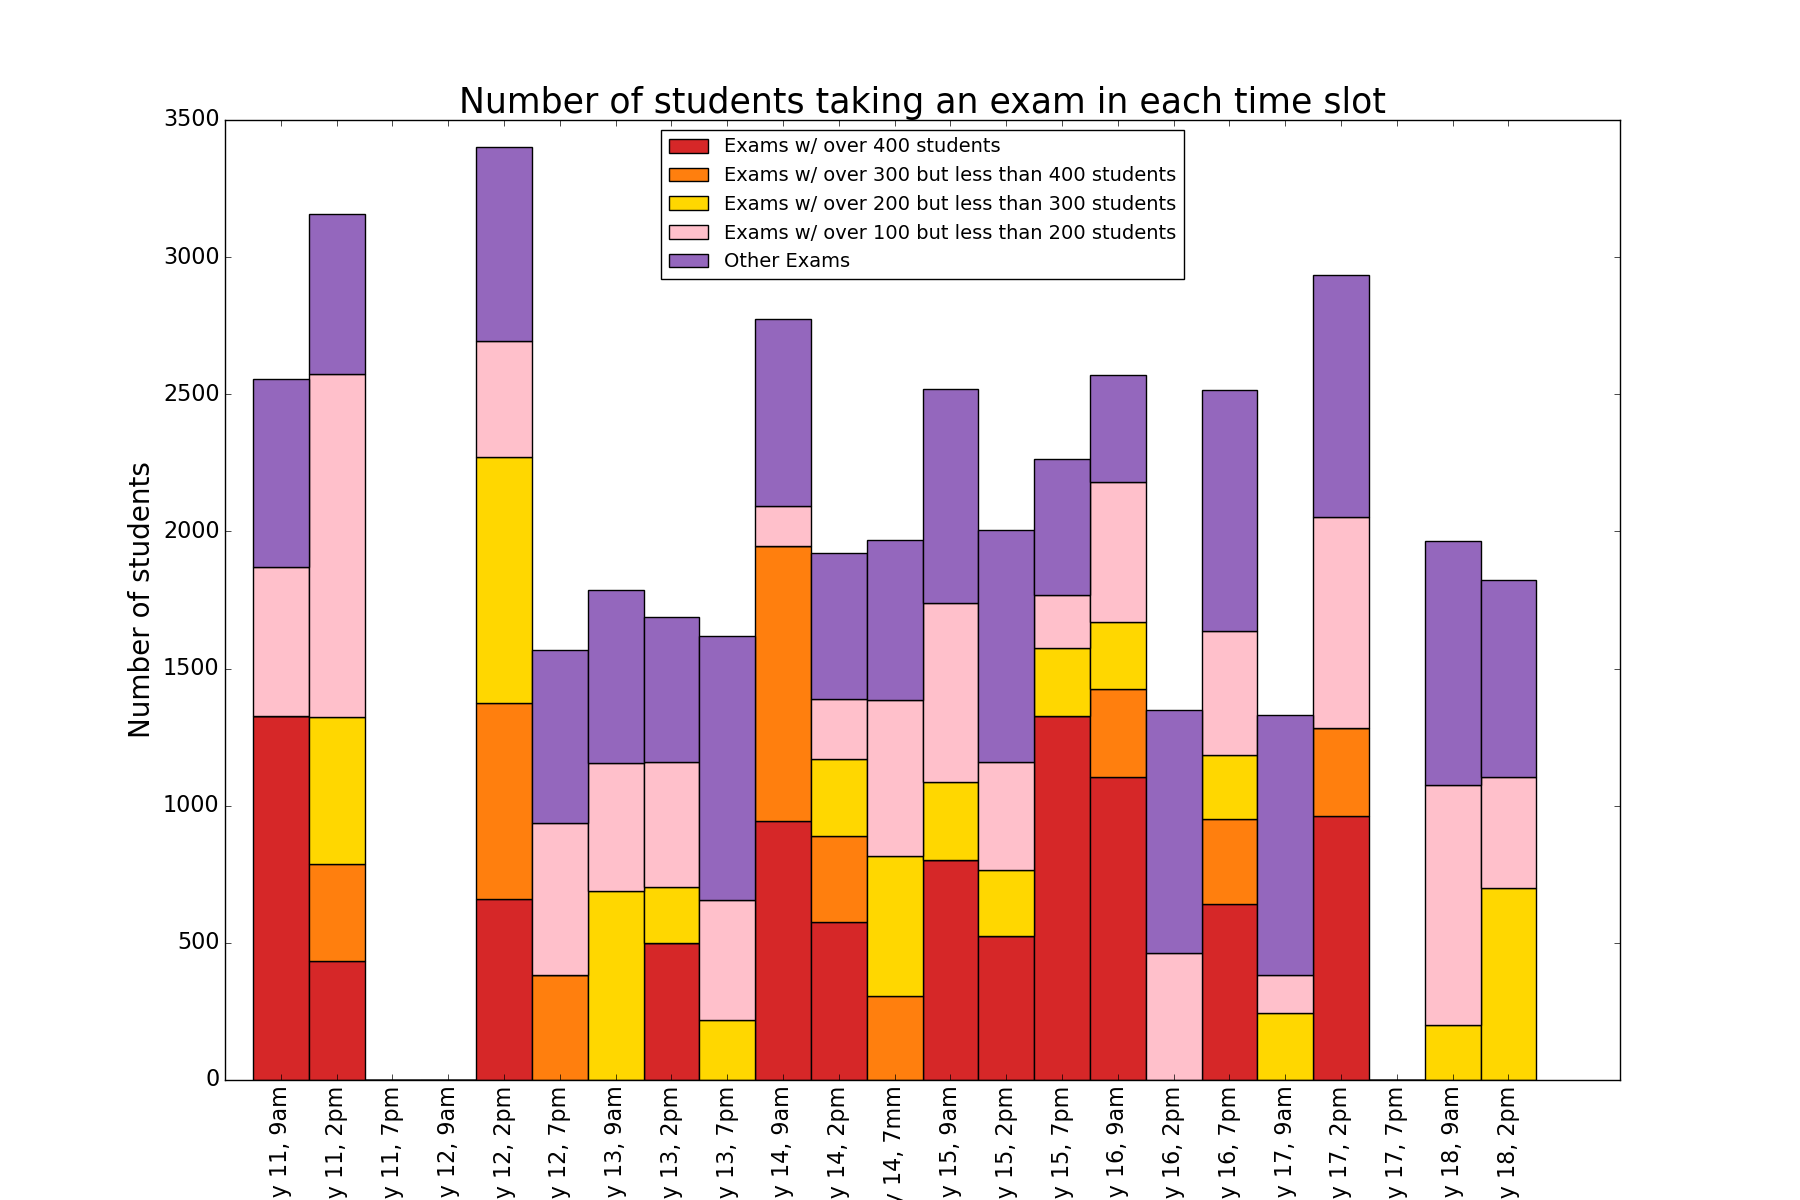 Number of students taking an exam in each time slot
Exams w/ over 400 students
Exams w/ over 300 but less than 400 students
Exams w/ over 200 but less than 300 students
Exams w/ over 100 but less than 200 students
Other Exams
Number of students
3500
3000
2500
2000
1500
1000
500
0
y 11, 9am
y 11, 2pm
y 11, 7pm
y 12, 9am
y 12, 2pm
y 12, 7pm
y 13, 9am
y 13, 2pm
y 13, 7pm
y 14, 9am
y 14, 2pm
y 14, 7mm
y 15, 9am
y 15, 2pm
y 15, 7pm
y 16, 9am
y 16, 2pm
y 16, 7pm
y 17, 9am
y 17, 2pm
y 17, 7pm
y 18, 9am
y 18, 2pm